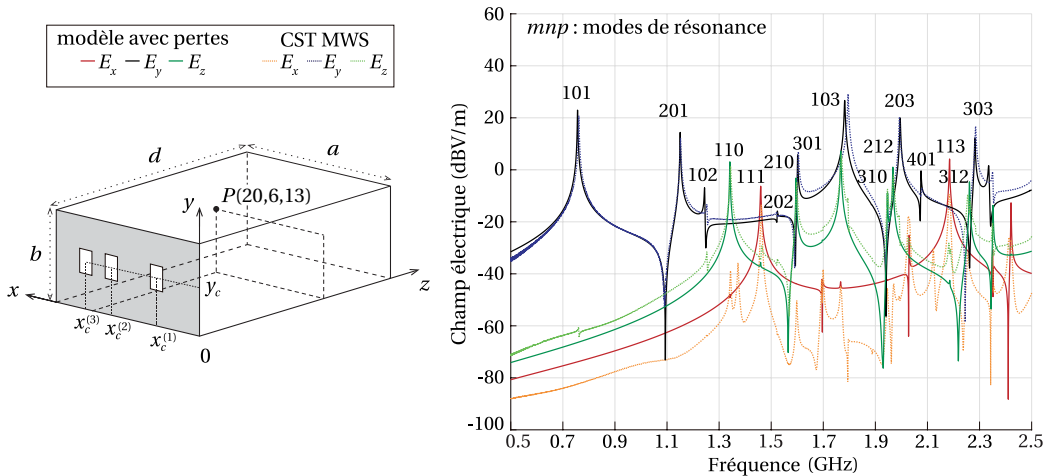 modèle avec pertes
E_x E_y E_z
CST MWS
E_x E_y E_z
d
a
b
P(20,6,13)
y
y_c
x
z
0
x_c^(3) x_c^(2) x_c^(1)
mnp : modes de résonance
101
201
102
110
111
210
202
301
103
310
212
203
401
113
312
303
60
40
20
0
-20
-40
-60
-80
-100
0.5 0.7 0.9 1.1 1.3 1.5 1.7 1.9 2.1 2.3 2.5
Champ électrique (dBV/m)
Fréquence (GHz)